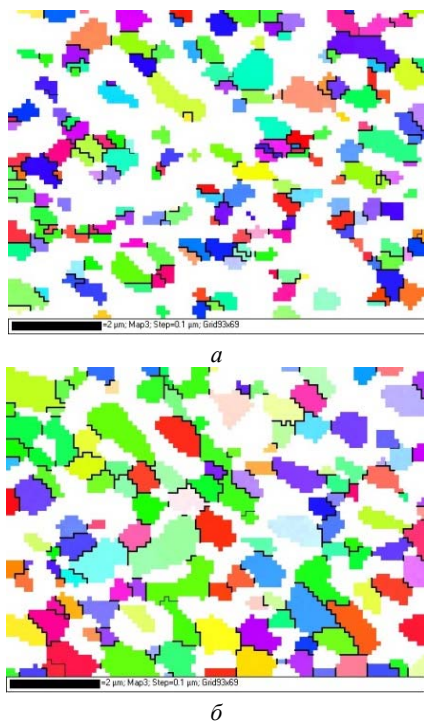 =2 µm; Map3; Step=0.1 µm; Grid93x69
а
=2 µm; Map3; Step=0.1 µm; Grid93x69
б